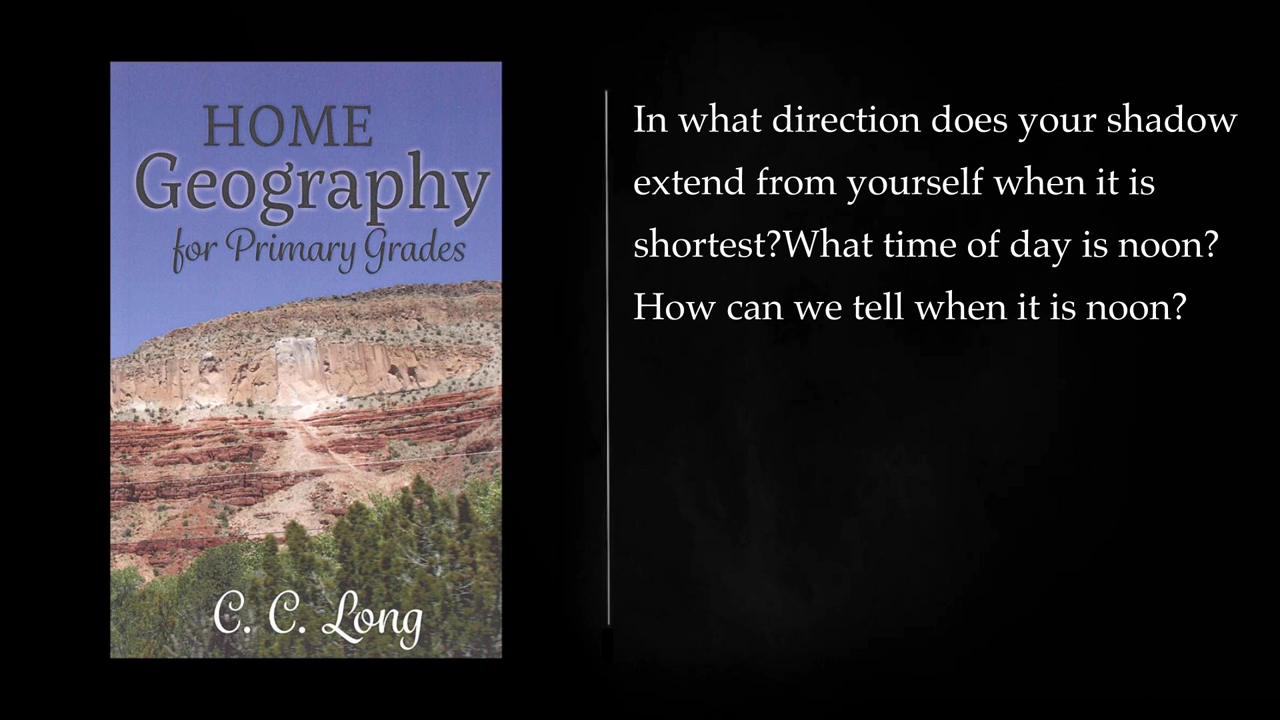 HOME
Geography
for Primary Grades
C. C. Long
In what direction does your shadow
extend from yourself when it is
shortest?What time of day is noon?
How can we tell when it is noon?